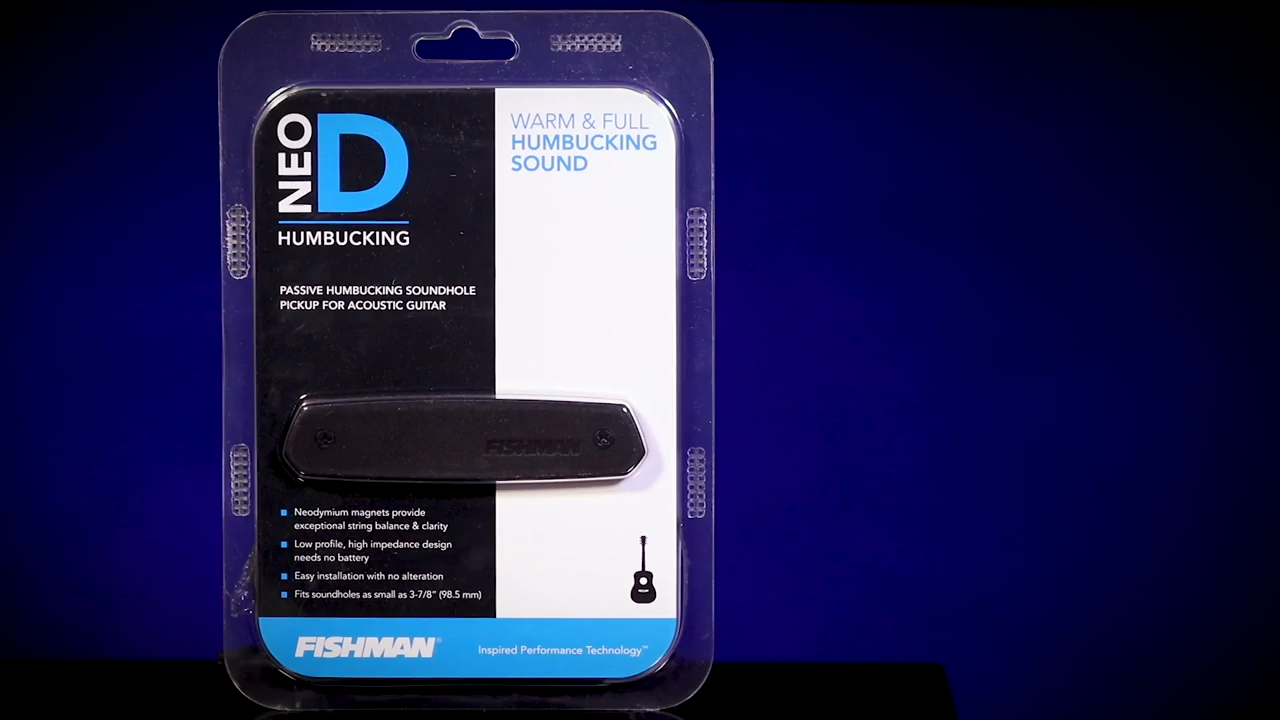 NEO D
HUMBUCKING
WARM & FULL
HUMBUCKING
SOUND
PASSIVE HUMBUCKING SOUNDHOLE
PICKUP FOR ACOUSTIC GUITAR
FISHMAN
Neodymium magnets provide
exceptional string balance & clarity
Low profile, high impedance design
needs no battery
Easy installation with no alteration
Fits soundholes as small as 3-7/8" (98.5 mm)
FISHMAN®
Inspired Performance Technology™